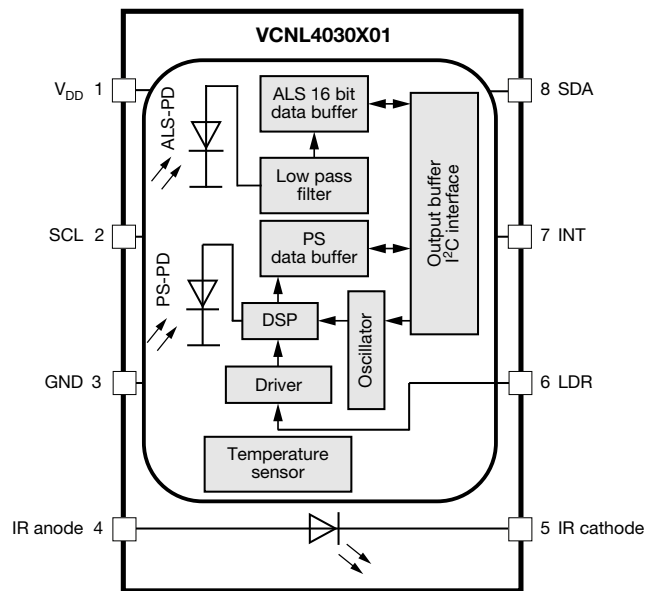 VCNL4030X01
V_DD 1
8 SDA
ALS-PD
ALS 16 bit
data buffer
Low pass
filter
Output buffer
I²C interface
SCL 2
7 INT
PS-PD
PS
data buffer
DSP
Oscillator
GND 3
Driver
6 LDR
Temperature
sensor
IR anode 4
5 IR cathode